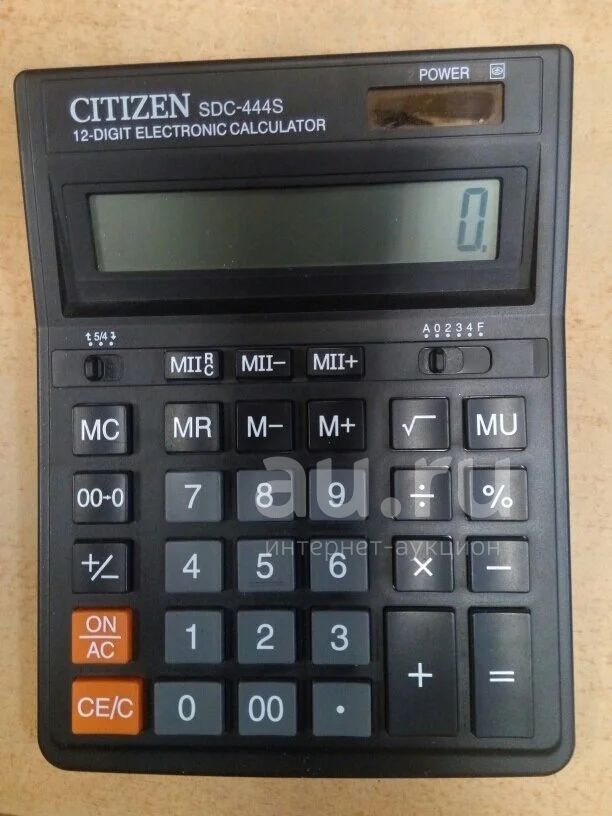 POWER
CITIZEN SDC-444S
12-DIGIT ELECTRONIC CALCULATOR
0.
5/4
A 0 2 3 4 F
MII R C MII− MII+
MC MR M− M+ √ MU
00→0 7 8 9 ÷ %
au.ru
интернет-аукцион
+/− 4 5 6 × −
ON/AC 1 2 3 + =
CE/C 0 00 .